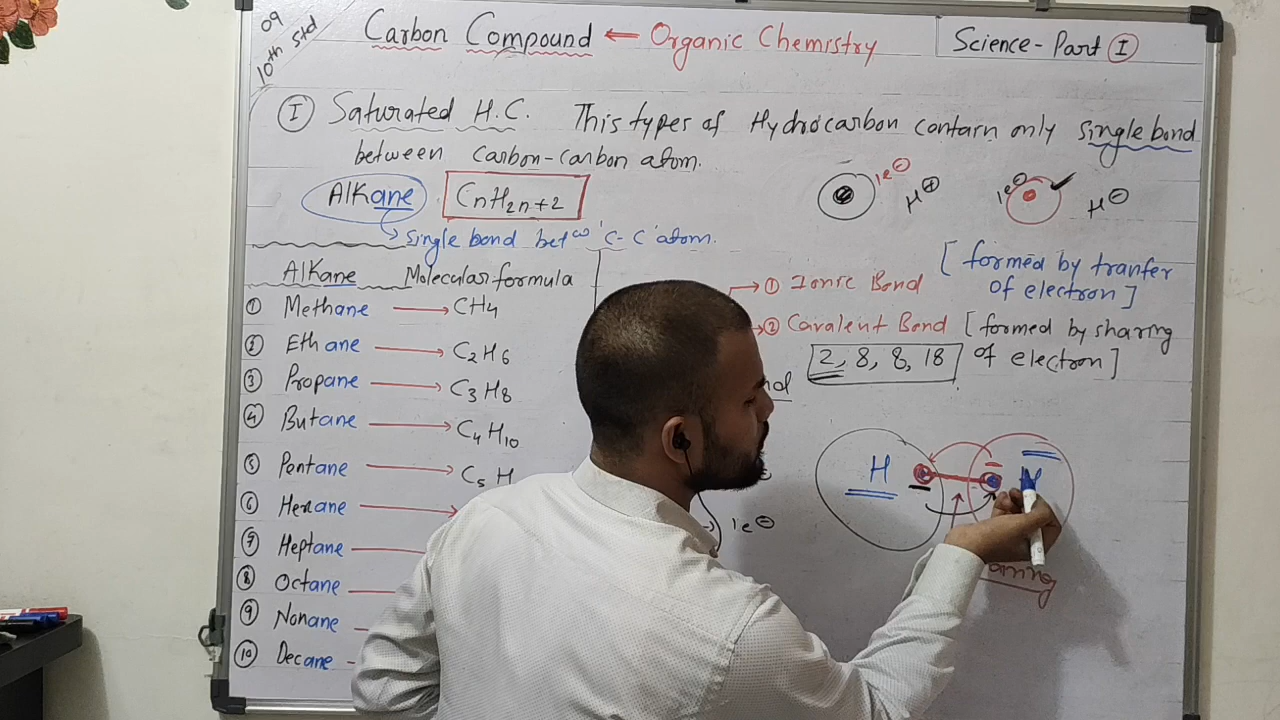 09
10th std
Carbon Compound ← Organic Chemistry
Science-Part I
I Saturated H.C. This types of Hydrocarbon contain only single bond
between carbon-carbon atom.
Alkane CnH2n+2
1e⊖ H⊕ 1e⊖ H⊖
single bond betn 'C-C' atom.
[formed by tranfer
of electron]
Alkane Molecular formula
① Methane → CH4
② Ethane → C2H6
③ Propane → C3H8
④ Butane → C4H10
⑤ Pentane → C5H
⑥ Hexane →
⑦ Heptane
⑧ Octane
⑨ Nonane
⑩ Decane
→ ① Ionic Bond
→ ② Covalent Bond [formed by sharing
of electron]
2, 8, 8, 18
H
1e⊖